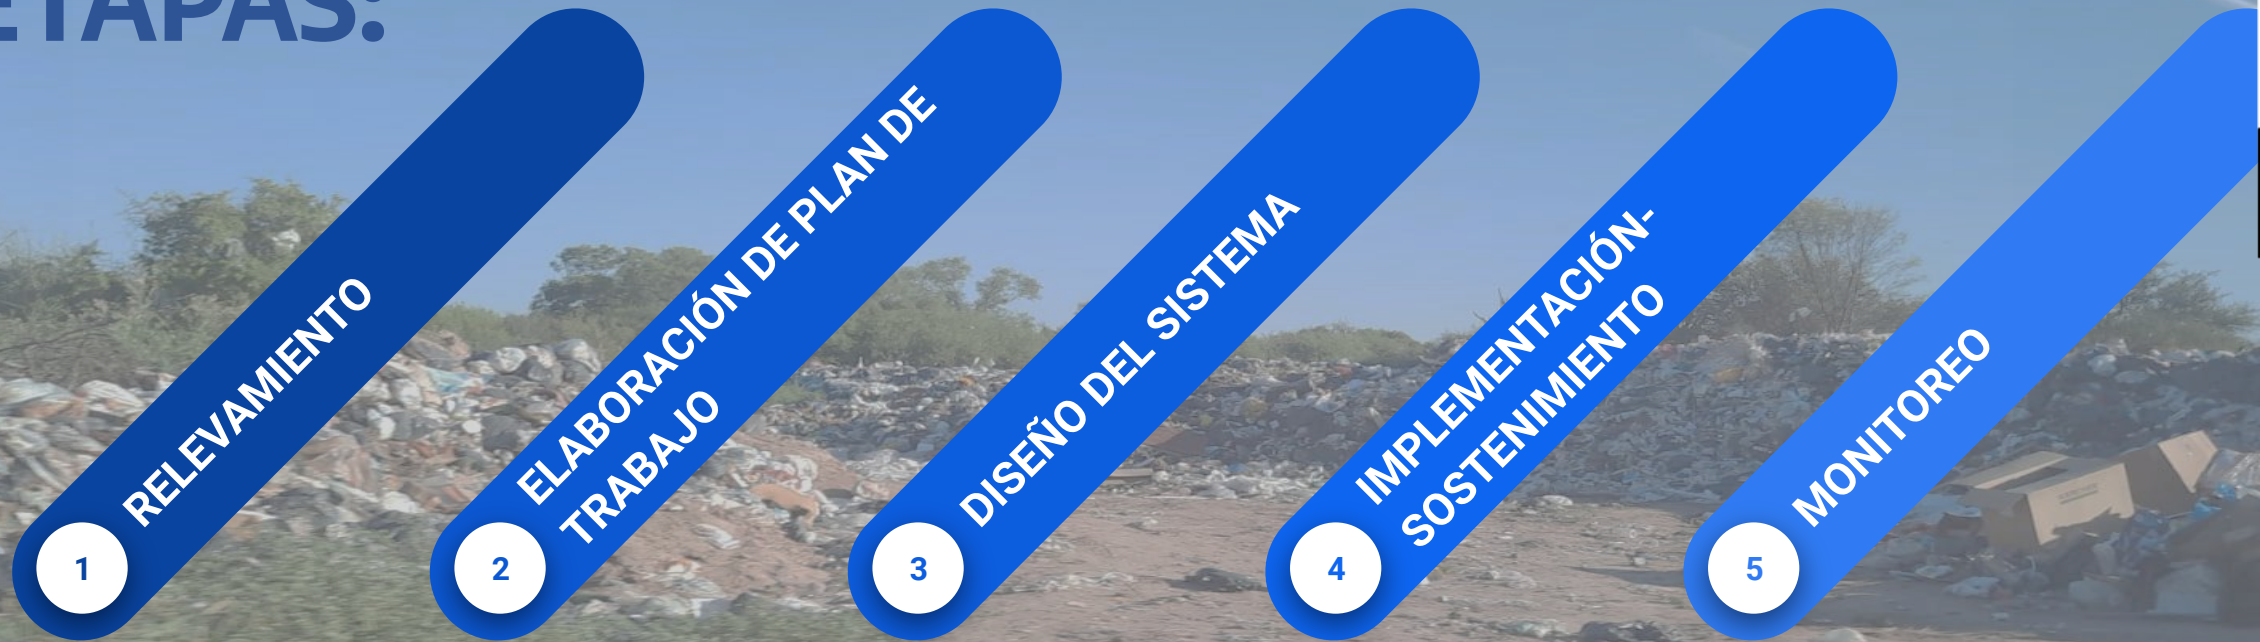 ETAPAS:
1
RELEVAMIENTO
2
ELABORACIÓN DE PLAN DE
TRABAJO
3
DISEÑO DEL SISTEMA
4
IMPLEMENTACIÓN-
SOSTENIMIENTO
5
MONITOREO